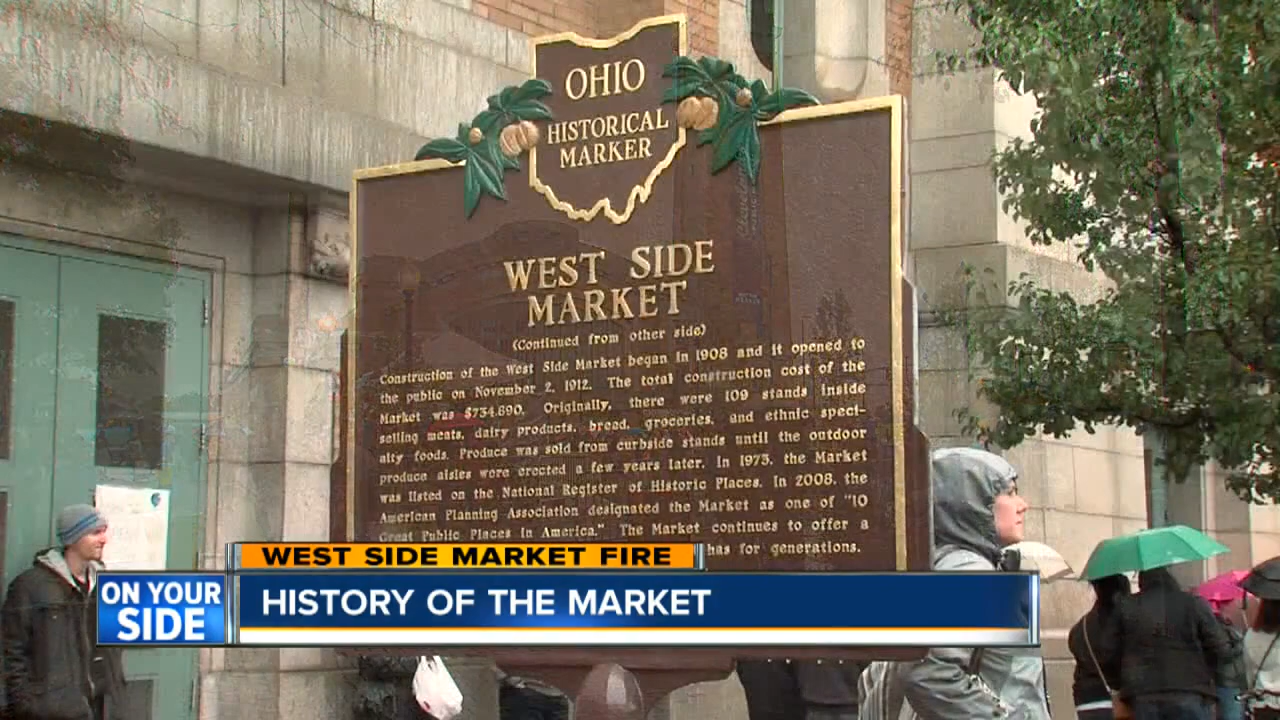 OHIO
HISTORICAL
MARKER
WEST SIDE
MARKET
(Continued from other side)
Construction of the West Side Market began in 1908 and it opened to
the public on November 2, 1912. The total construction cost of the
Market was $734,890. Originally, there were 109 stands inside
selling meats, dairy products, bread, groceries, and ethnic speci-
alty foods. Produce was sold from curbside stands until the outdoor
produce aisles were erected a few years later. In 1973, the Market
was listed on the National Register of Historic Places. In 2008, the
American Planning Association designated the Market as one of "10
Great Public Places in America." The Market continues to offer a
has for generations.
WEST SIDE MARKET FIRE
ON YOUR
SIDE
HISTORY OF THE MARKET